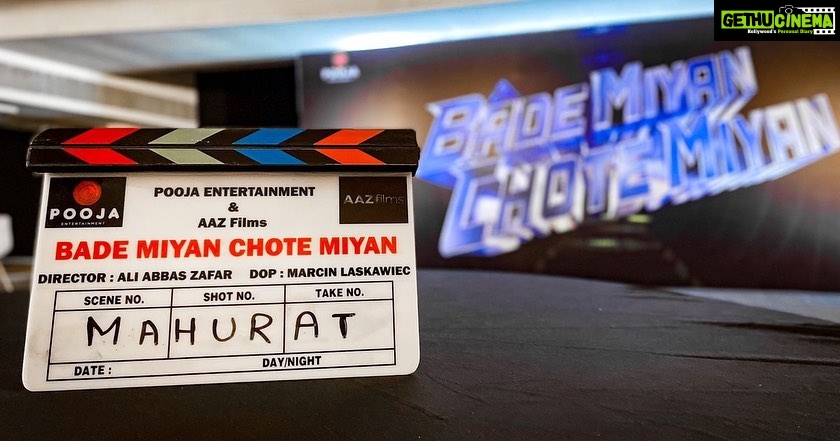 GETHU CINEMA
Kollywood's Personal Diary
POOJA
BADE MIYAN
CHOTE MIYAN
POOJA
ENTERTAINMENT
POOJA ENTERTAINMENT
&
AAZ Films
AAZ films
BADE MIYAN CHOTE MIYAN
DIRECTOR : ALI ABBAS ZAFAR DOP : MARCIN LASKAWIEC
SCENE NO. SHOT NO. TAKE NO.
MAHURAT
DATE : DAY/NIGHT